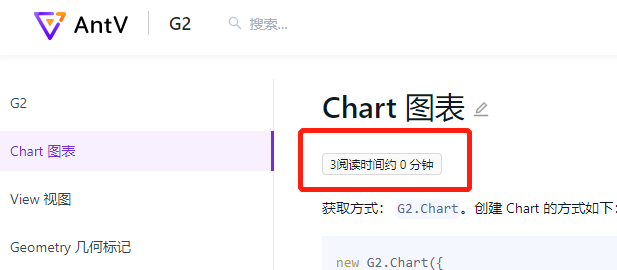 AntV G2 搜索...
G2
Chart 图表
View 视图
Geometry 几何标记
Chart 图表
3阅读时间约 0 分钟
获取方式： G2.Chart。创建 Chart 的方式如下：
new G2.Chart({